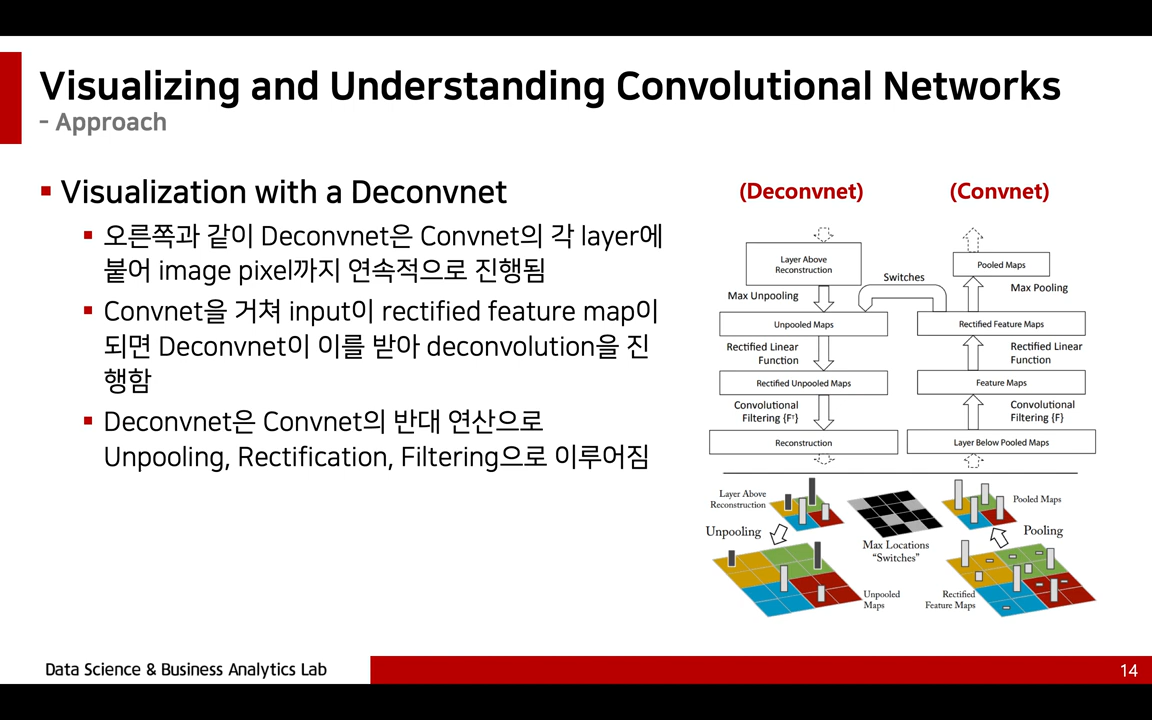 Visualizing and Understanding Convolutional Networks
- Approach
Visualization with a Deconvnet
오른쪽과 같이 Deconvnet은 Convnet의 각 layer에
붙어 image pixel까지 연속적으로 진행됨
Convnet을 거쳐 input이 rectified feature map이
되면 Deconvnet이 이를 받아 deconvolution을 진
행함
Deconvnet은 Convnet의 반대 연산으로
Unpooling, Rectification, Filtering으로 이루어짐
(Deconvnet)
(Convnet)
Layer Above
Reconstruction
Switches
Pooled Maps
Max Unpooling
Max Pooling
Unpooled Maps
Rectified Feature Maps
Rectified Linear
Function
Rectified Linear
Function
Rectified Unpooled Maps
Feature Maps
Convolutional
Filtering {Fᵀ}
Convolutional
Filtering {F}
Reconstruction
Layer Below Pooled Maps
Layer Above
Reconstruction
Pooled Maps
Unpooling
Pooling
Max Locations
“Switches”
Unpooled
Maps
Rectified
Feature Maps
Data Science & Business Analytics Lab
14